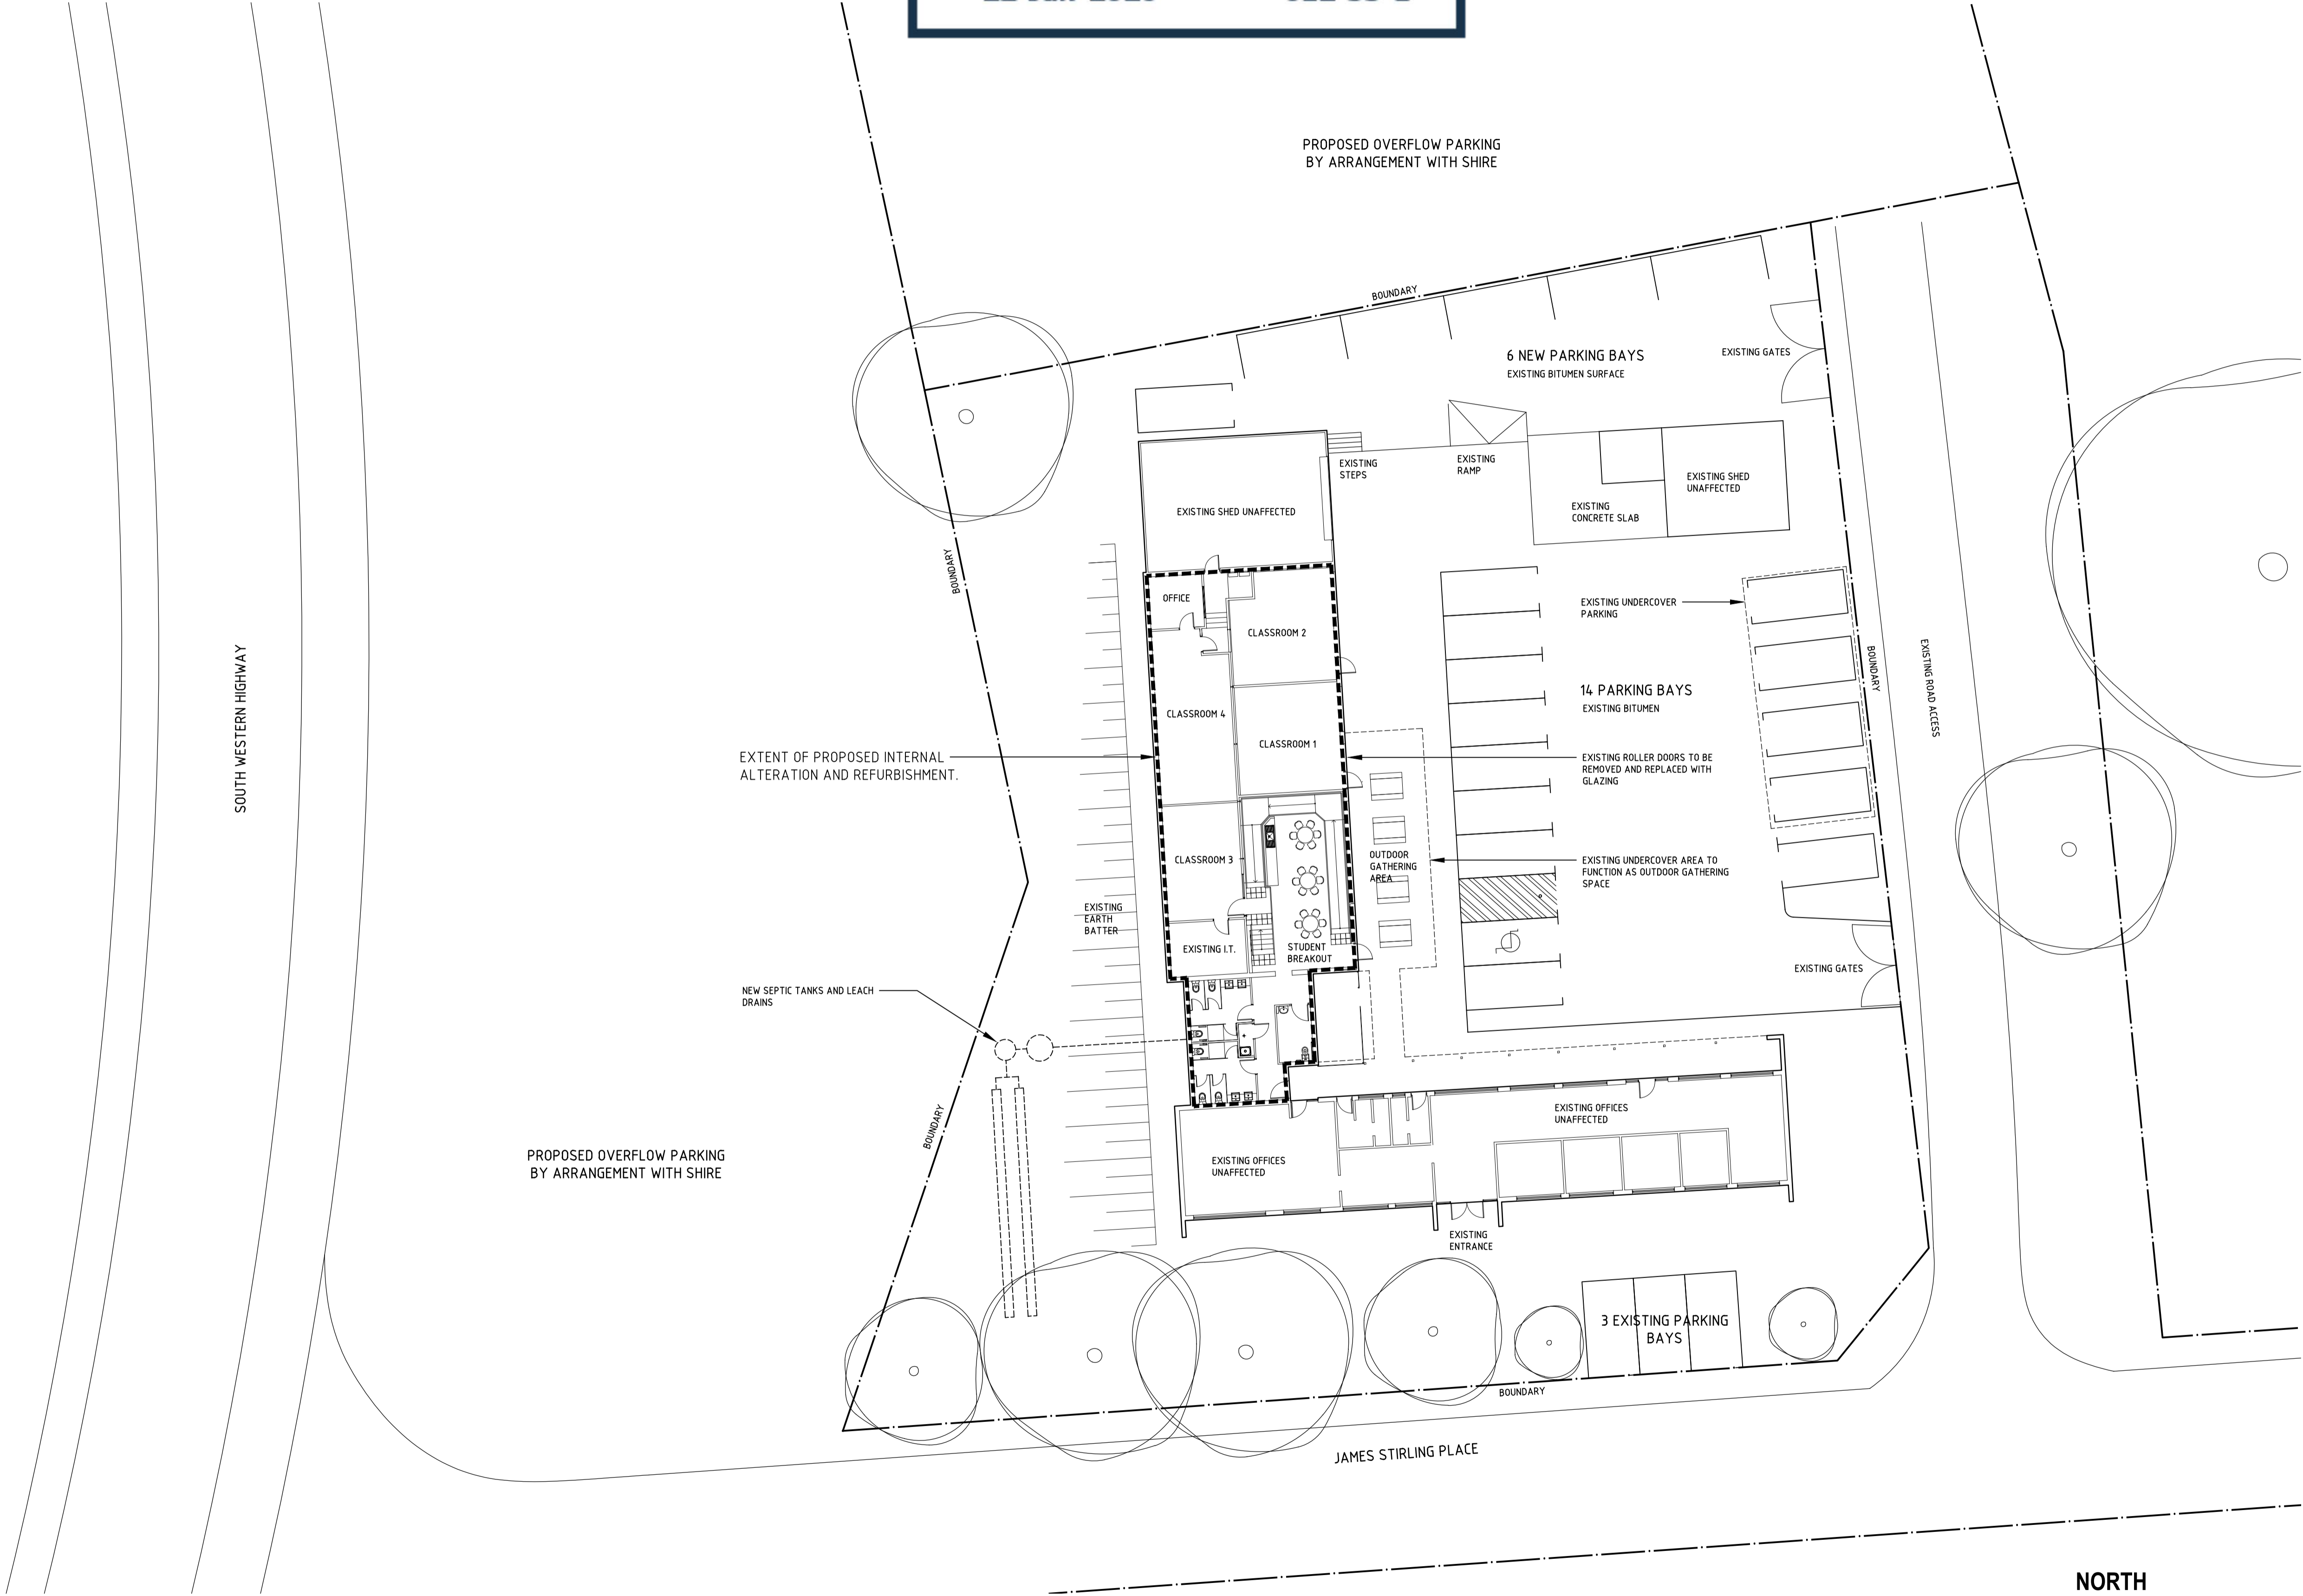 PROPOSED OVERFLOW PARKING
BY ARRANGEMENT WITH SHIRE
BOUNDARY
6 NEW PARKING BAYS
EXISTING BITUMEN SURFACE
EXISTING GATES
EXISTING
STEPS
EXISTING
RAMP
EXISTING SHED
UNAFFECTED
EXISTING
CONCRETE SLAB
EXISTING SHED UNAFFECTED
BOUNDARY
OFFICE
CLASSROOM 2
EXISTING UNDERCOVER
PARKING
SOUTH WESTERN HIGHWAY
BOUNDARY
EXISTING ROAD ACCESS
14 PARKING BAYS
EXISTING BITUMEN
CLASSROOM 4
CLASSROOM 1
EXTENT OF PROPOSED INTERNAL
ALTERATION AND REFURBISHMENT.
EXISTING ROLLER DOORS TO BE
REMOVED AND REPLACED WITH
GLAZING
CLASSROOM 3
OUTDOOR
GATHERING
AREA
EXISTING UNDERCOVER AREA TO
FUNCTION AS OUTDOOR GATHERING
SPACE
EXISTING
EARTH
BATTER
EXISTING I.T.
STUDENT
BREAKOUT
EXISTING GATES
NEW SEPTIC TANKS AND LEACH
DRAINS
BOUNDARY
EXISTING OFFICES
UNAFFECTED
PROPOSED OVERFLOW PARKING
BY ARRANGEMENT WITH SHIRE
EXISTING OFFICES
UNAFFECTED
EXISTING
ENTRANCE
3 EXISTING PARKING
BAYS
BOUNDARY
JAMES STIRLING PLACE
NORTH